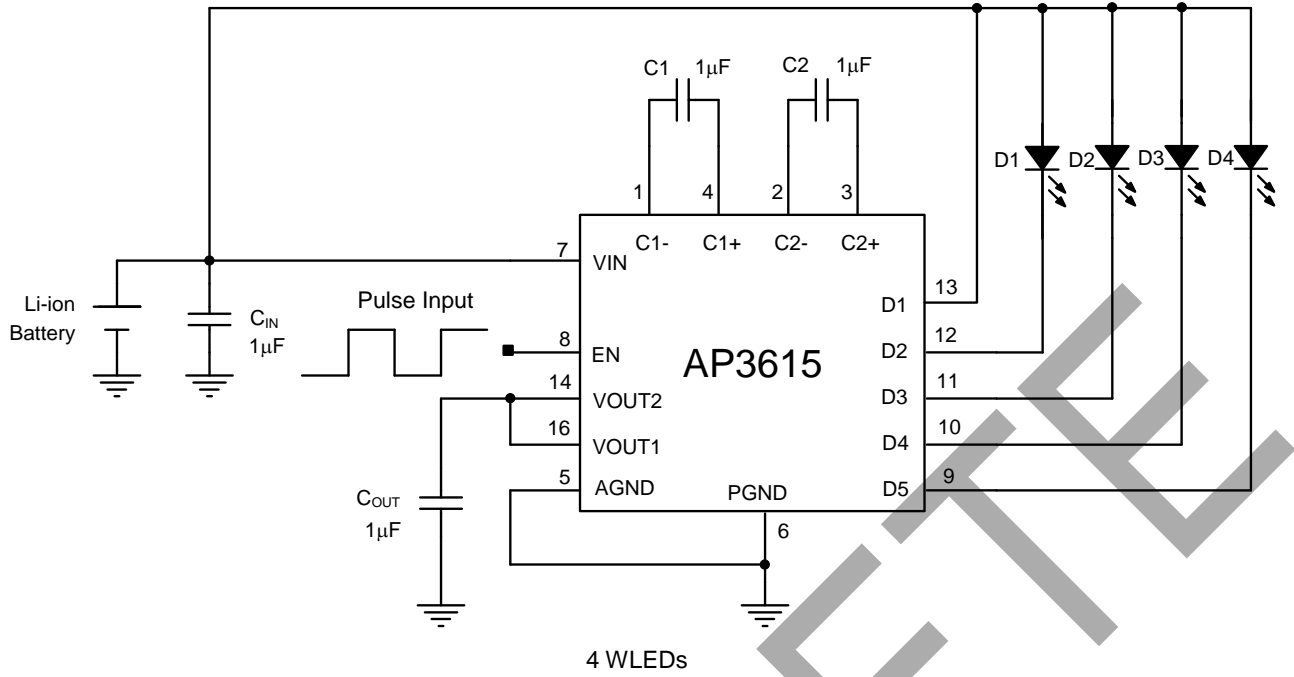 C1 1μF C2 1μF
D1 D2 D3 D4
1 4 2 3
C1- C1+ C2- C2+
7 VIN
Li-ion
Battery
CIN
1μF
Pulse Input
8 EN
14 VOUT2
16 VOUT1
5 AGND
COUT
1μF
AP3615
PGND
6
D1 13
D2 12
D3 11
D4 10
D5 9
4 WLEDs
ETE